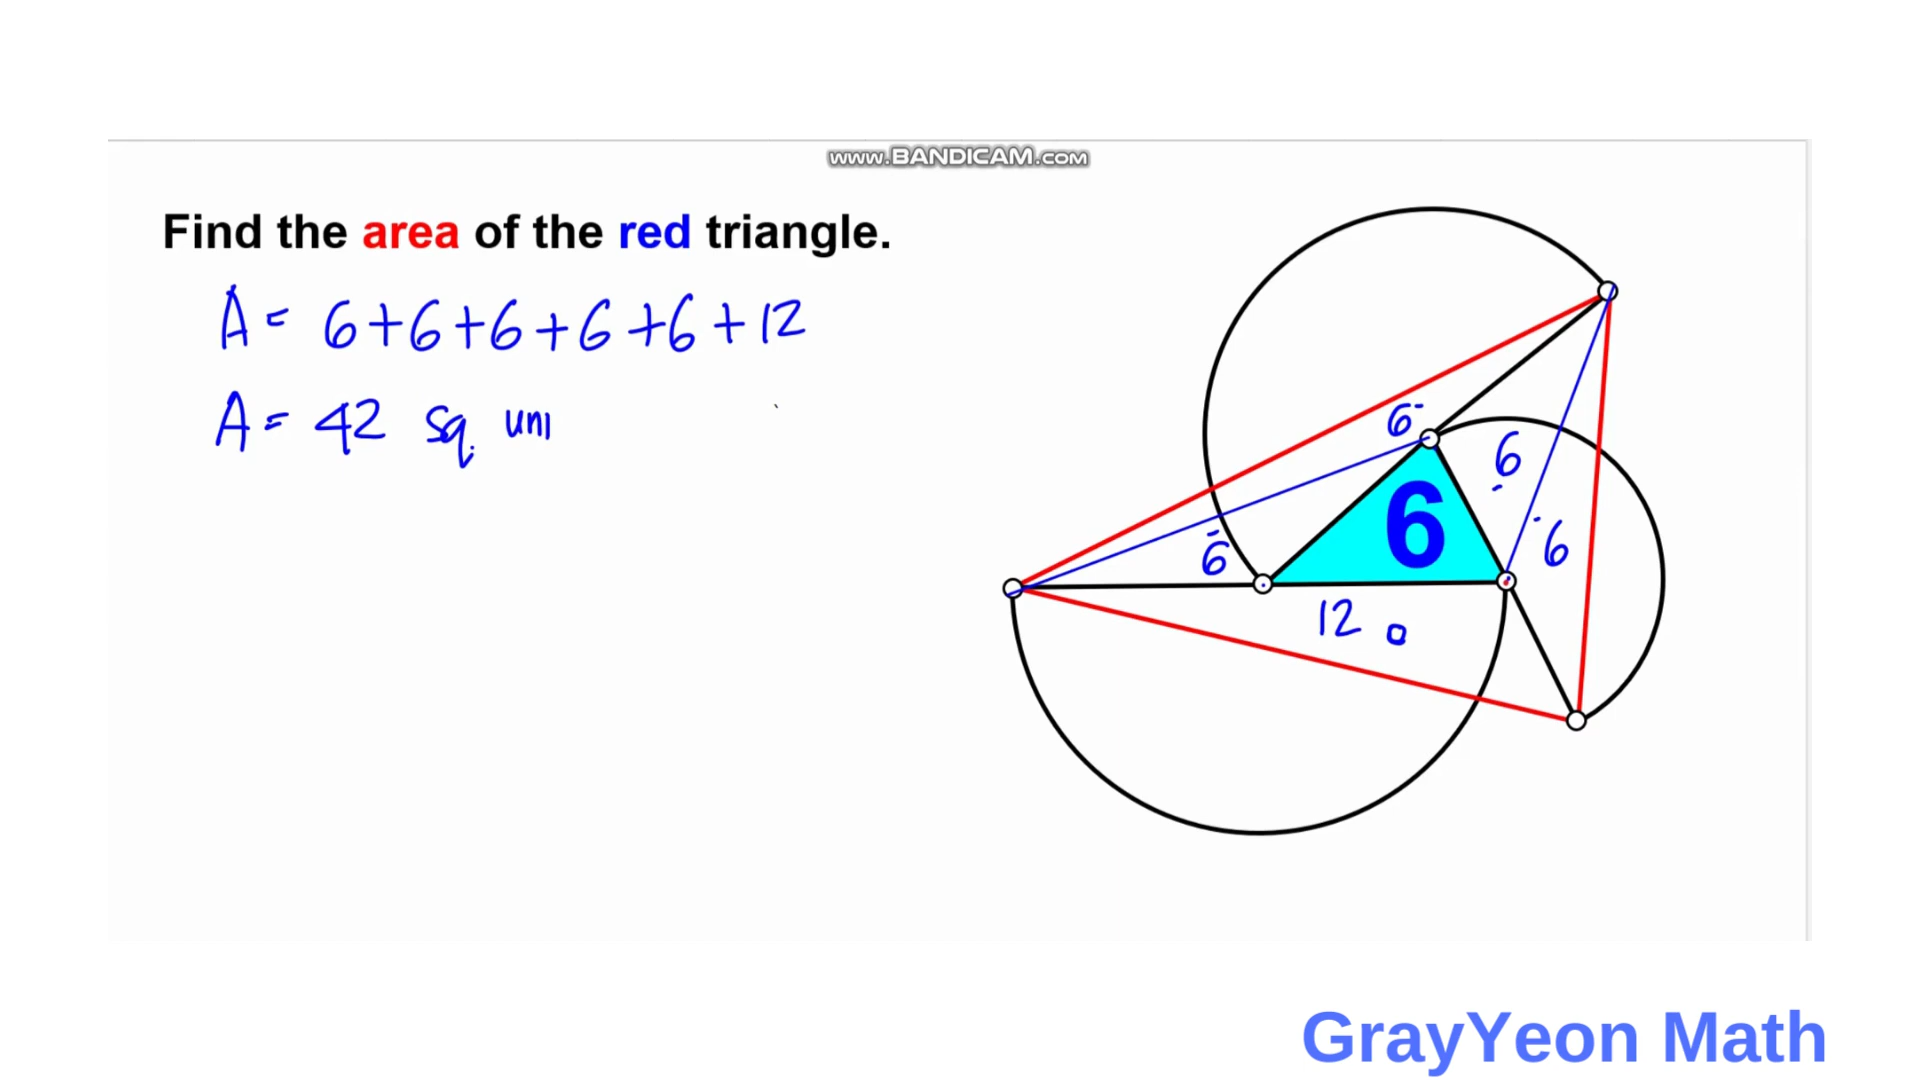 www.BANDICAM.com
Find the area of the red triangle.
A = 6+6+6+6+6+12
A = 42 sq. uni
6
6
6
6
6
12
GrayYeon Math